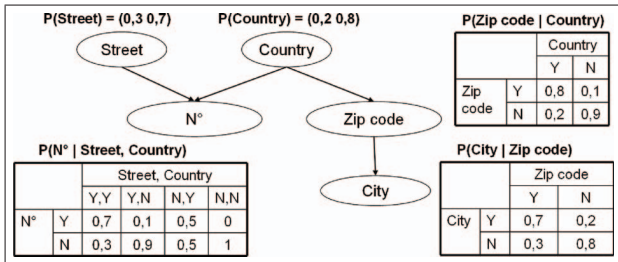 P(Street) = (0,3 0,7) P(Country) = (0,2 0,8)
Street Country
N° Zip code
City
P(Zip code | Country)
Country
Y N
Zip code Y 0,8 0,1
N 0,2 0,9
P(N° | Street, Country)
Street, Country
Y,Y Y,N N,Y N,N
N° Y 0,7 0,1 0,5 0
N 0,3 0,9 0,5 1
P(City | Zip code)
Zip code
Y N
City Y 0,7 0,2
N 0,3 0,8